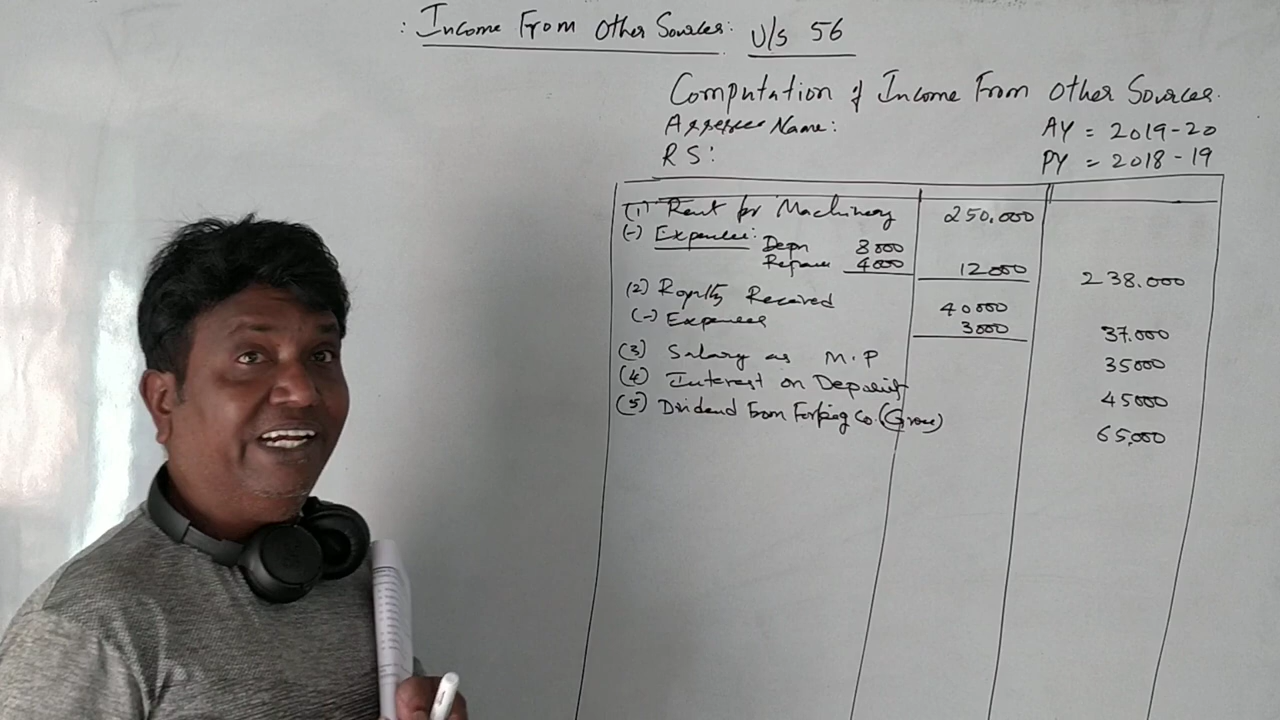 : Income From Other Sources: U/s 56
Computation of Income From Other Sources.
Assessee Name: AY = 2019-20
RS: PY = 2018-19
(1) Rent for Machinery 250.000
(-) Expenses: Depn 8000
Repairs 4000 12000 238.000
(2) Royalty Received 40000
(-) Expenses 3000 37.000
(3) Salary as M.P 35000
(4) Interest on Deposits 45000
(5) Dividend From Co. (Gross) 65,000